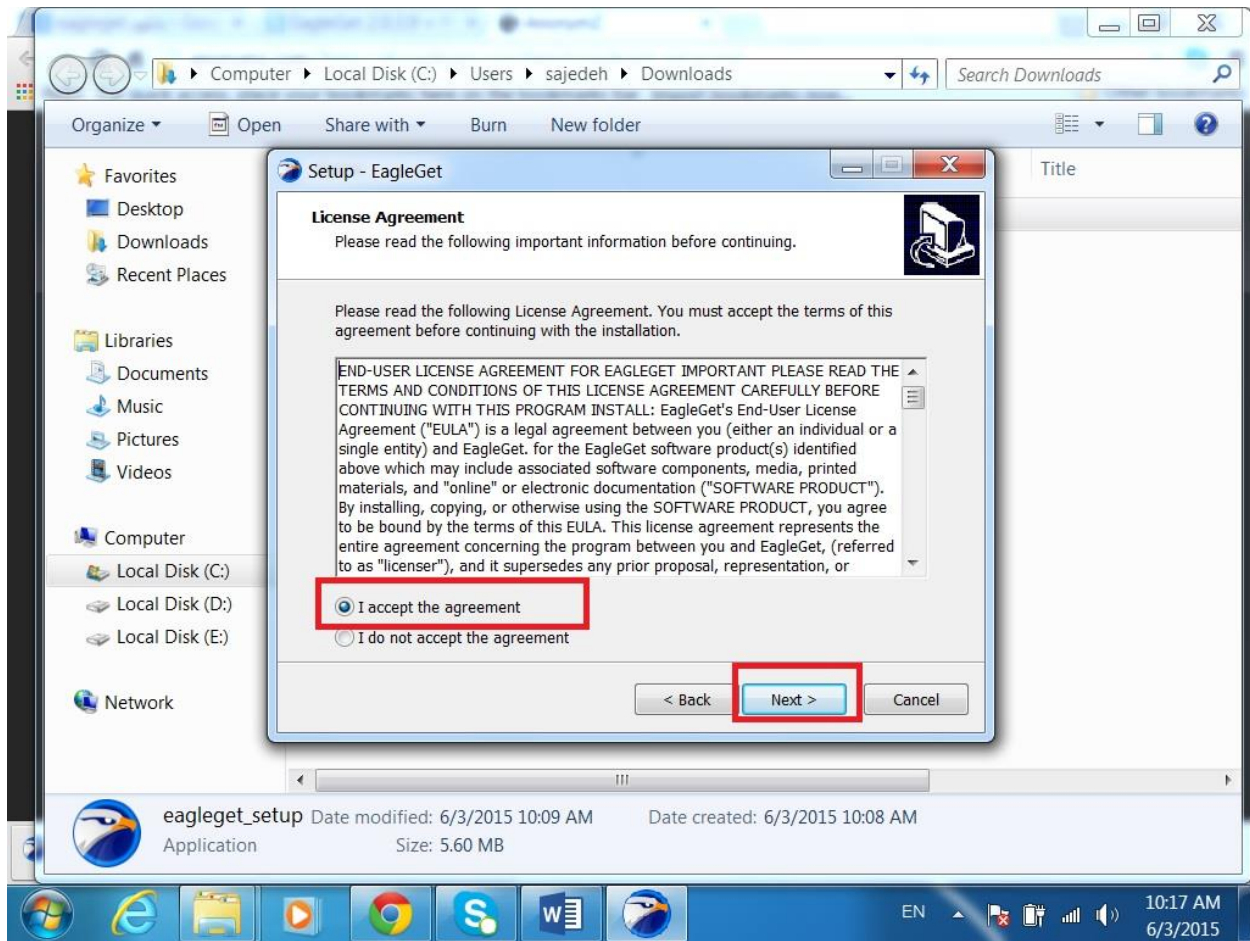 Computer ▸ Local Disk (C:) ▸ Users ▸ sajedeh ▸ Downloads
Search Downloads
Organize Open Share with Burn New folder
Favorites
Desktop
Downloads
Recent Places
Libraries
Documents
Music
Pictures
Videos
Computer
Local Disk (C:)
Local Disk (D:)
Local Disk (E:)
Network
Title
Setup - EagleGet
License Agreement
Please read the following important information before continuing.
Please read the following License Agreement. You must accept the terms of this
agreement before continuing with the installation.
END-USER LICENSE AGREEMENT FOR EAGLEGET IMPORTANT PLEASE READ THE
TERMS AND CONDITIONS OF THIS LICENSE AGREEMENT CAREFULLY BEFORE
CONTINUING WITH THIS PROGRAM INSTALL: EagleGet's End-User License
Agreement ("EULA") is a legal agreement between you (either an individual or a
single entity) and EagleGet. for the EagleGet software product(s) identified
above which may include associated software components, media, printed
materials, and "online" or electronic documentation ("SOFTWARE PRODUCT").
By installing, copying, or otherwise using the SOFTWARE PRODUCT, you agree
to be bound by the terms of this EULA. This license agreement represents the
entire agreement concerning the program between you and EagleGet, (referred
to as "licenser"), and it supersedes any prior proposal, representation, or
I accept the agreement
I do not accept the agreement
< Back Next > Cancel
eagleget_setup Date modified: 6/3/2015 10:09 AM Date created: 6/3/2015 10:08 AM
Application Size: 5.60 MB
EN
10:17 AM
6/3/2015